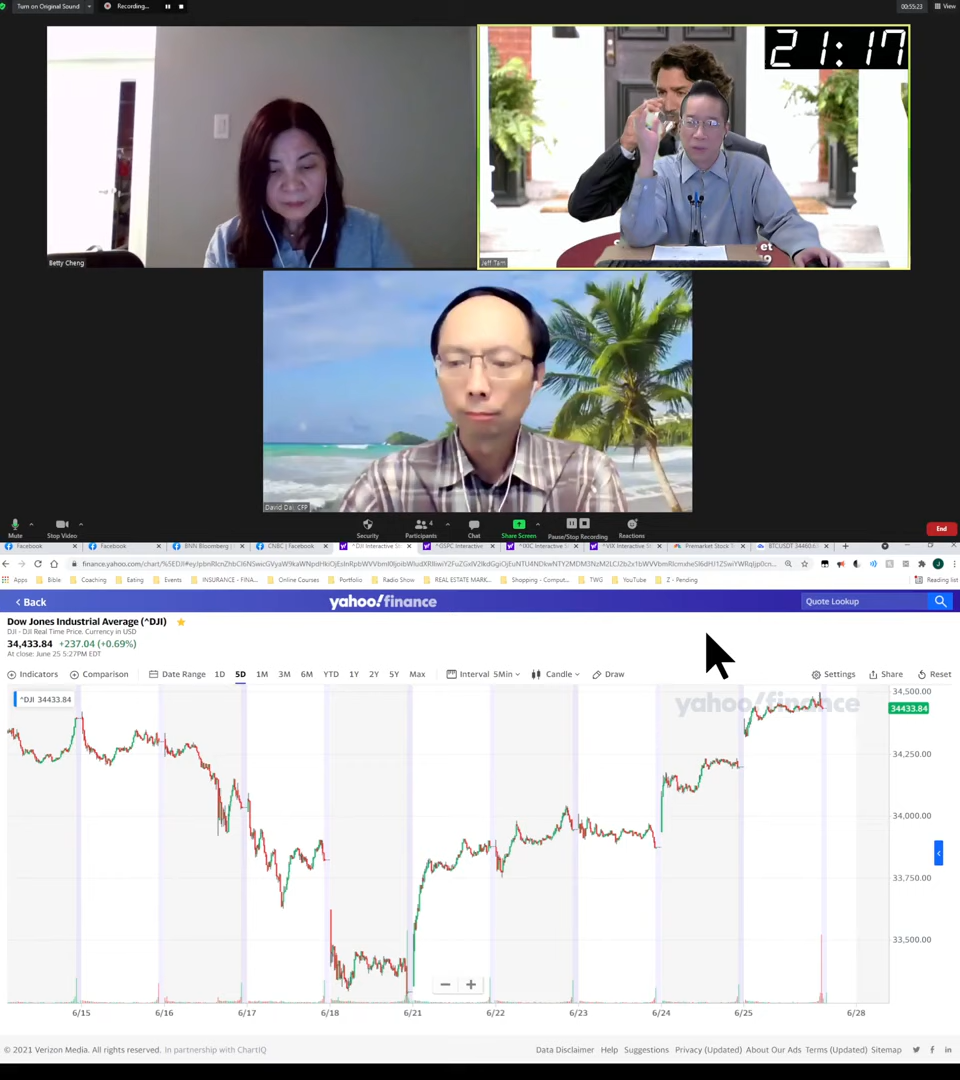 Turn on Original Sound
Recording...
00:55:23
View
21:17
Betty Cheng
et
19
David Dai, CFP
Mute
Stop Video
Security
Participants
4
Chat
Share Screen
Pause/Stop Recording
Reactions
End
Facebook
Facebook
BNN Bloomberg |
CNBC | Facebook
^DJI Interactive St
^GSPC Interactive
^IXIC Interactive S
^VIX Interactive S
Premarket Stock T
Apps
Bible
Coaching
Eating
Events
INSURANCE - FINA...
Online Courses
Portfolio
Radio Show
REAL ESTATE MARK...
Shopping - Comput...
TWG
YouTube
Z - Pending
Reading list
Back
yahoo!finance
Quote Lookup
Dow Jones Industrial Average (^DJI)
DJI - DJI Real Time Price. Currency in USD
34,433.84 +237.04 (+0.69%)
At close: June 25 5:27PM EDT
Indicators
Comparison
Date Range 1D 5D 1M 3M 6M YTD 1Y 2Y 5Y Max
Interval 5Min
Candle
Draw
Settings
Share
Reset
^DJI 34433.84
yahoo!finance
34,500.00
34433.84
34,250.00
34,000.00
33,750.00
33,500.00
6/15 6/16 6/17 6/18 6/21 6/22 6/23 6/24 6/25 6/28
© 2021 Verizon Media. All rights reserved. In partnership with ChartIQ
Data Disclaimer Help Suggestions Privacy (Updated) About Our Ads Terms (Updated) Sitemap